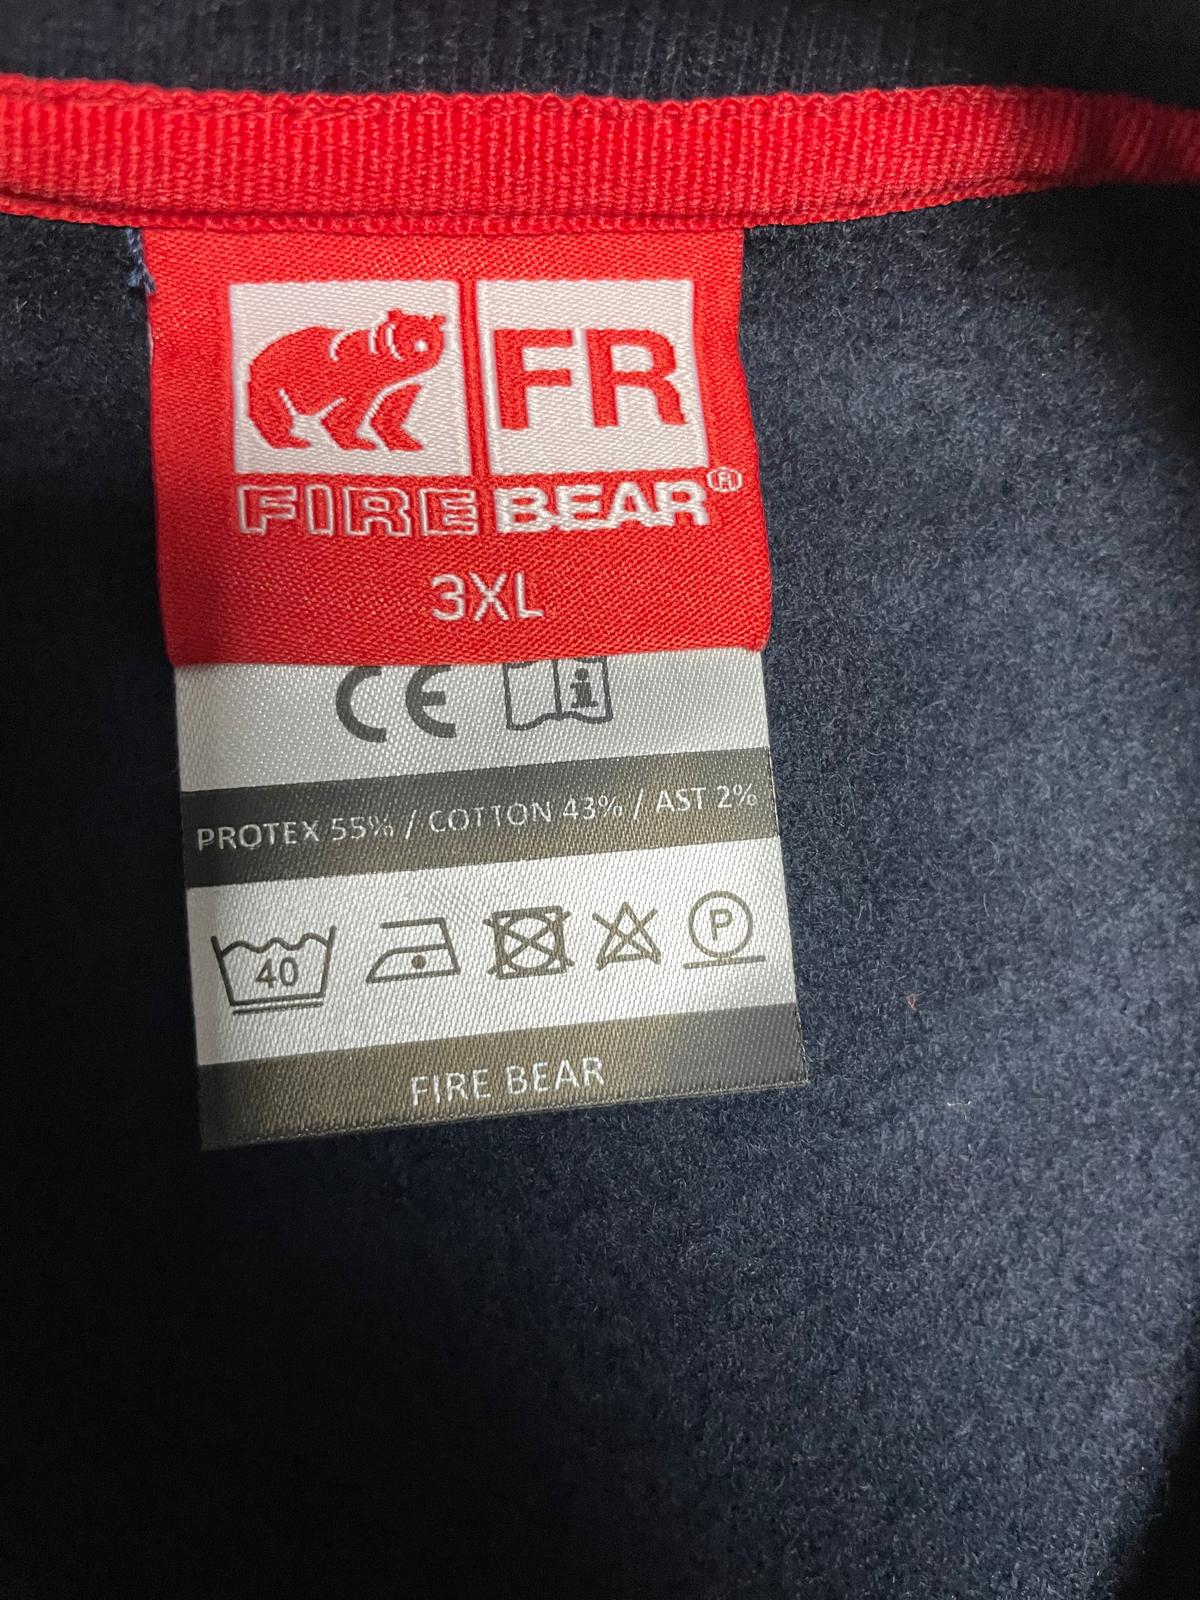 FR
FIRE BEAR®
3XL
CE i
PROTEX 55% / COTTON 43% / AST 2%
40 P
FIRE BEAR